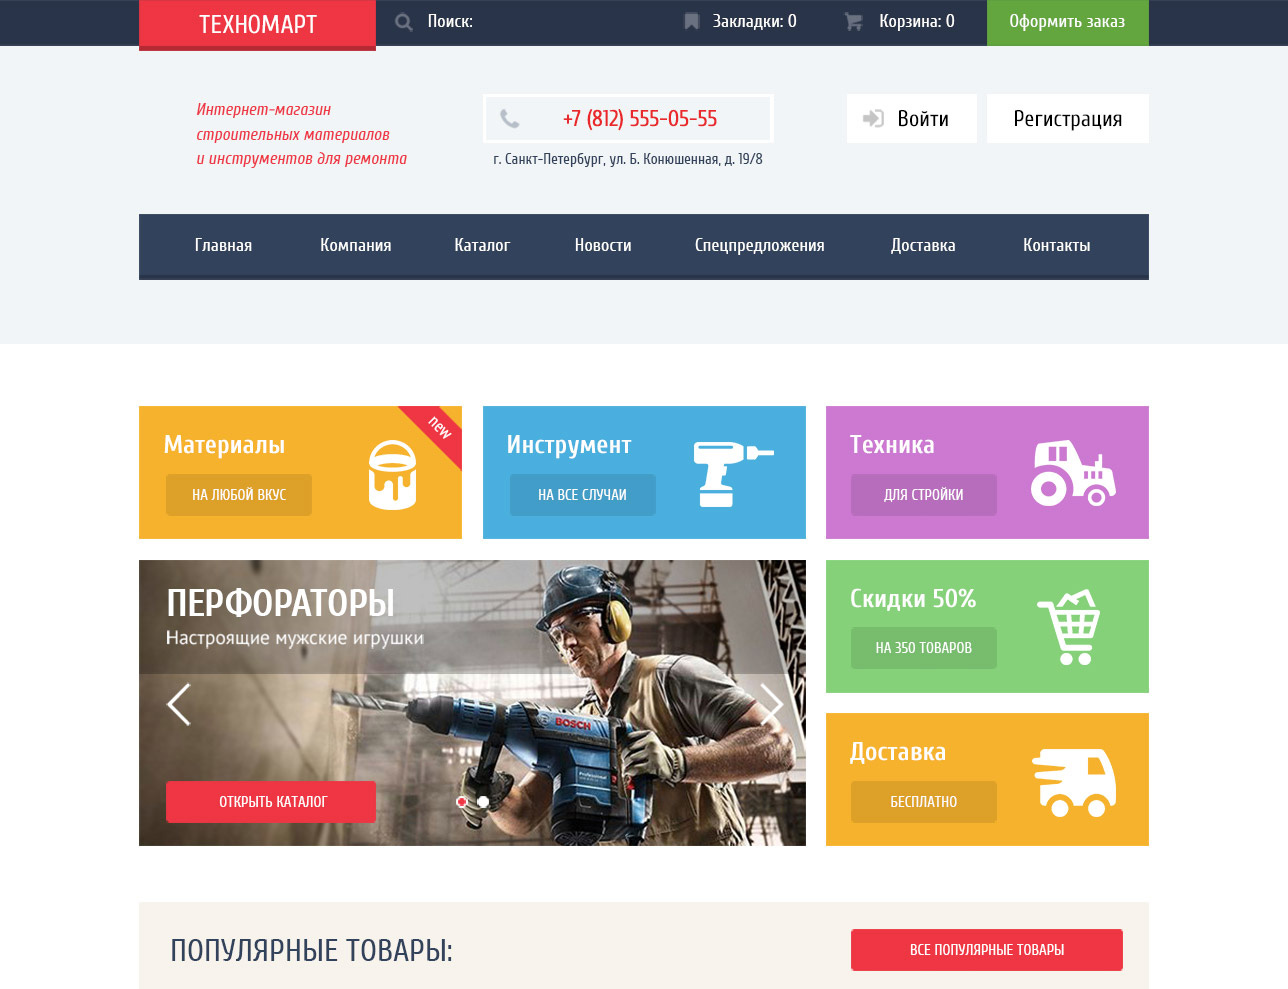 ТЕХНОМАРТ
Поиск:
Закладки: 0
Корзина: 0
Оформить заказ
Интернет-магазин
строительных материалов
и инструментов для ремонта
+7 (812) 555-05-55
г. Санкт-Петербург, ул. Б. Конюшенная, д. 19/8
Войти
Регистрация
Главная
Компания
Каталог
Новости
Спецпредложения
Доставка
Контакты
Материалы
new
НА ЛЮБОЙ ВКУС
Инструмент
НА ВСЕ СЛУЧАИ
Техника
ДЛЯ СТРОЙКИ
ПЕРФОРАТОРЫ
Настоящие мужские игрушки
BOSCH
Professional
ОТКРЫТЬ КАТАЛОГ
Скидки 50%
НА 350 ТОВАРОВ
Доставка
БЕСПЛАТНО
ПОПУЛЯРНЫЕ ТОВАРЫ:
ВСЕ ПОПУЛЯРНЫЕ ТОВАРЫ